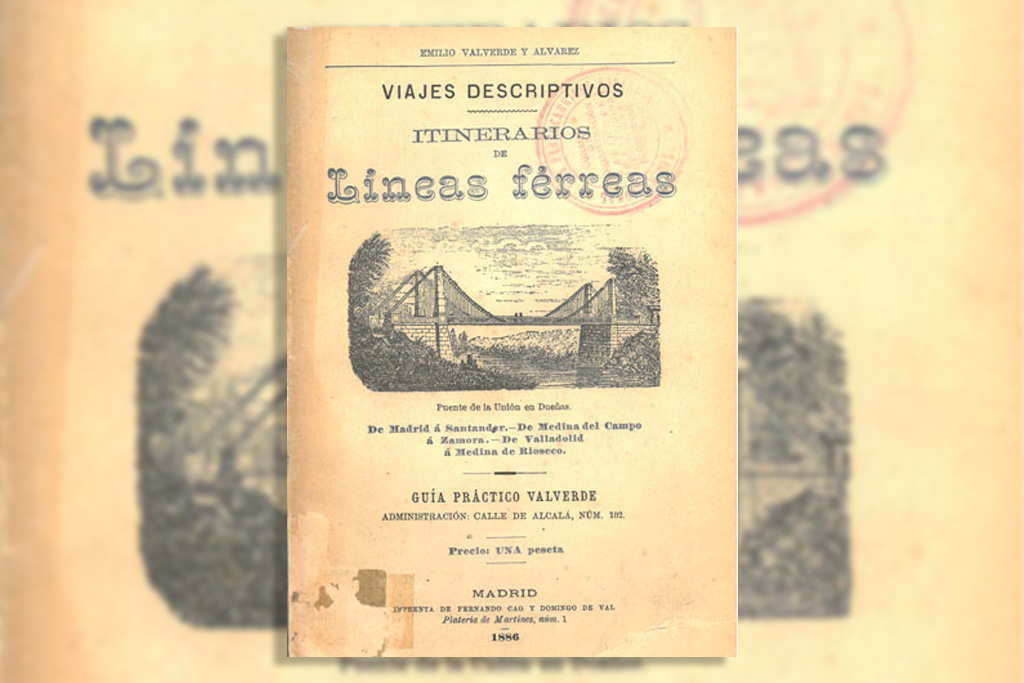 EMILIO VALVERDE Y ALVAREZ
VIAJES DESCRIPTIVOS
ITINERARIOS
DE
Líneas férreas
Puente de la Unión en Dueñas.
De Madrid á Santander.—De Medina del Campo
á Zamora.—De Valladolid
á Medina de Rioseco.
GUÍA PRÁCTICO VALVERDE
ADMINISTRACIÓN: CALLE DE ALCALÁ, NÚM. 102.
Precio: UNA peseta
MADRID
IMPRENTA DE FERNANDO CAO Y DOMINGO DE VAL
Platería de Martínez, núm. 1
1886